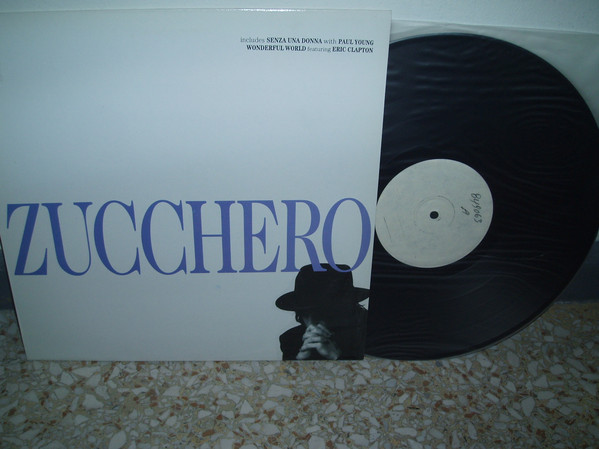 includes SENZA UNA DONNA with PAUL YOUNG
WONDERFUL WORLD featuring ERIC CLAPTON
ZUCCHERO
A